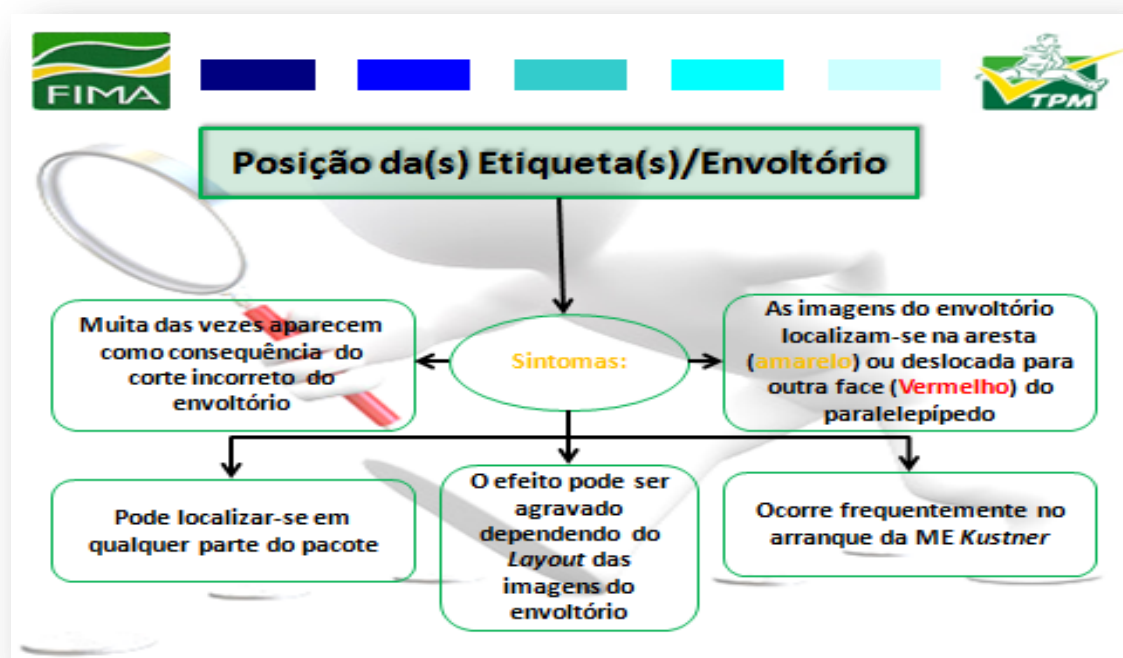 FIMA
TPM
Posição da(s) Etiqueta(s)/Envoltório
Muita das vezes aparecem
como consequência do
corte incorreto do
envoltório
Sintomas:
As imagens do envoltório
localizam-se na aresta
(amarelo) ou deslocada para
outra face (Vermelho) do
paralelepípedo
Pode localizar-se em
qualquer parte do pacote
O efeito pode ser
agravado
dependendo do
Layout das
imagens do
envoltório
Ocorre frequentemente no
arranque da ME Kustner